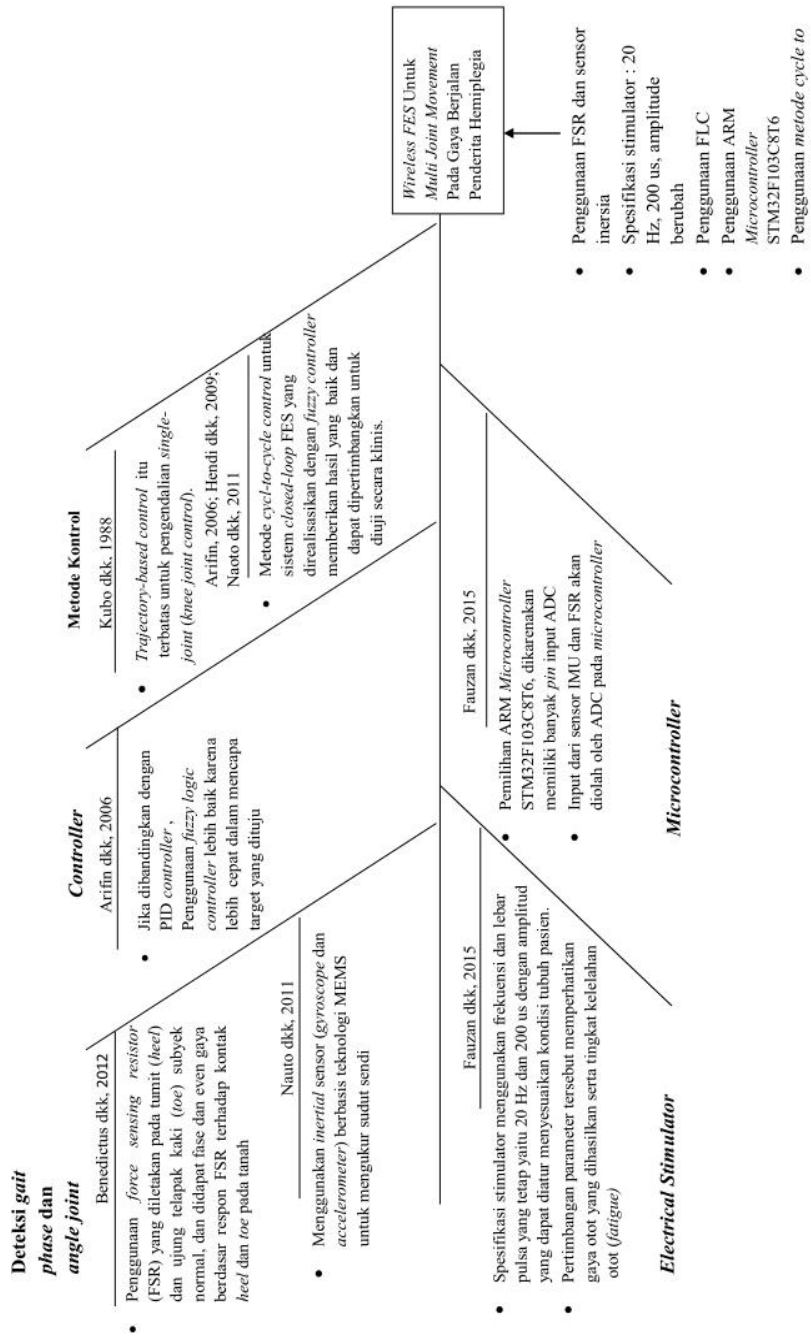 Deteksi gait
phase dan
angle joint
Benedictus dkk, 2012
• Penggunaan force sensing resistor
(FSR) yang diletakan pada tumit (heel)
dan ujung telapak kaki (toe) subyek
normal, dan didapat fase dan even gaya
berdasar respon FSR terhadap kontak
heel dan toe pada tanah
Nauto dkk, 2011
• Menggunakan inertial sensor (gyroscope dan
accelerometer) berbasis teknologi MEMS
untuk mengukur sudut sendi
Controller
Arifin dkk, 2006
• Jika dibandingkan dengan
PID controller ,
Penggunaan fuzzy logic
controller lebih baik karena
lebih cepat dalam mencapa
target yang dituju
Metode Kontrol
Kubo dkk, 1988
• Trajectory-based control itu
terbatas untuk pengendalian single-
joint (knee joint control).
Arifin, 2006; Hendi dkk, 2009;
Naoto dkk, 2011
• Metode cycl-to-cycle control untuk
sistem closed-loop FES yang
direalisasikan dengan fuzzy controller
memberikan hasil yang baik dan
dapat dipertimbangkan untuk
diuji secara klinis.
Wireless FES Untuk
Multi Joint Movement
Pada Gaya Berjalan
Penderita Hemiplegia
Fauzan dkk, 2015
• Spesifikasi stimulator menggunakan frekuensi dan lebar
pulsa yang tetap yaitu 20 Hz dan 200 us dengan amplitud
yang dapat diatur menyesuaikan kondisi tubuh pasien.
• Pertimbangan parameter tersebut memperhatikan
gaya otot yang dihasilkan serta tingkat kelelahan
otot (fatigue)
Electrical Stimulator
Fauzan dkk, 2015
• Pemilihan ARM Microcontroller
STM32F103C8T6, dikarenakan
memiliki banyak pin input ADC
• Input dari sensor IMU dan FSR akan
diolah oleh ADC pada microcontroller
Microcontroller
• Penggunaan FSR dan sensor
inersia
• Spesifikasi stimulator : 20
Hz, 200 us, amplitude
berubah
• Penggunaan FLC
• Penggunaan ARM
Microcontroller
STM32F103C8T6
• Penggunaan metode cycle to